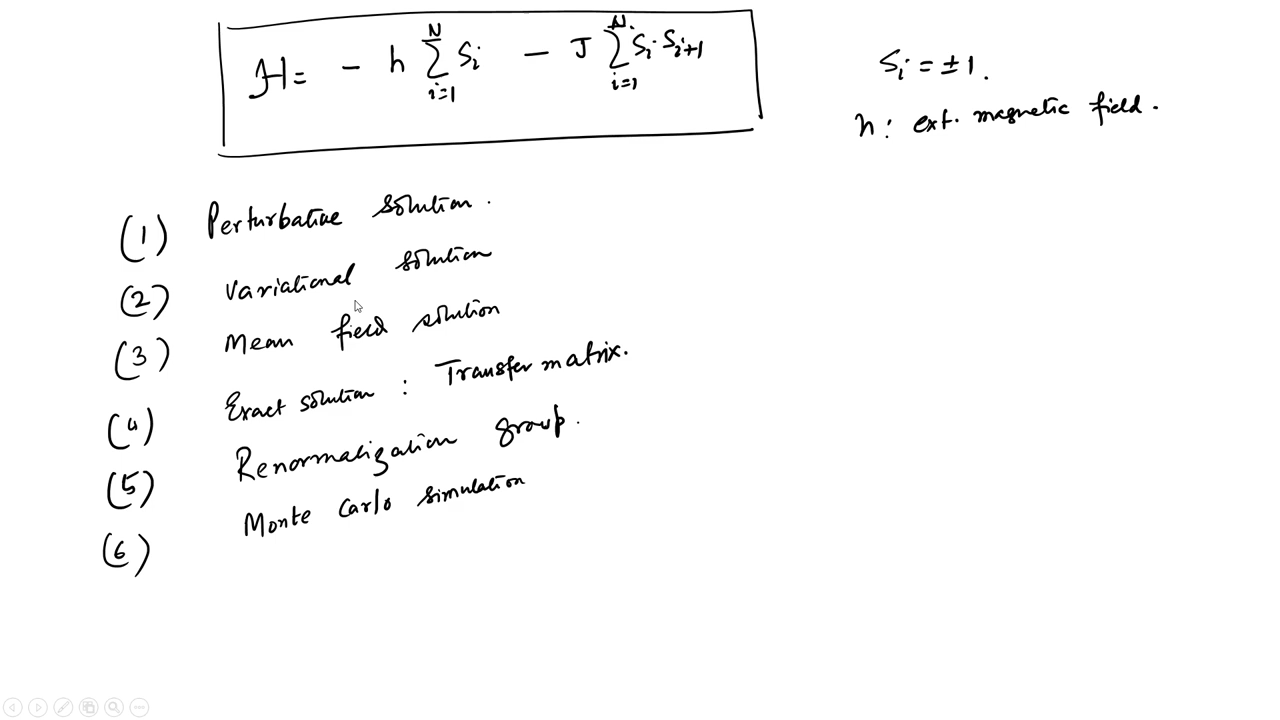 H = - h ∑_{i=1}^{N} S_i - J ∑_{i=1}^{N} S_i S_{i+1}
S_i = ±1.
h : ext. magnetic field.
(1) Perturbative solution.
(2) Variational solution
(3) Mean field solution
(4) Exact solution : Transfer matrix.
(5) Renormalization group.
(6) Monte Carlo simulation